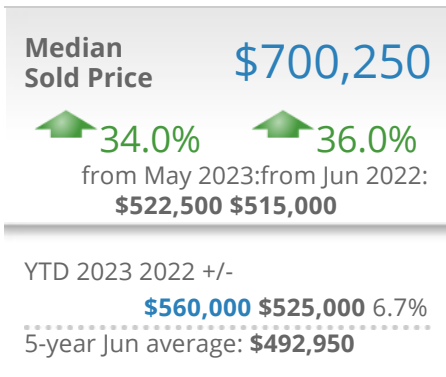 Median
Sold Price
$700,250
34.0% 36.0%
from May 2023:from Jun 2022:
$522,500 $515,000
YTD 2023 2022 +/-
$560,000 $525,000 6.7%
5-year Jun average: $492,950